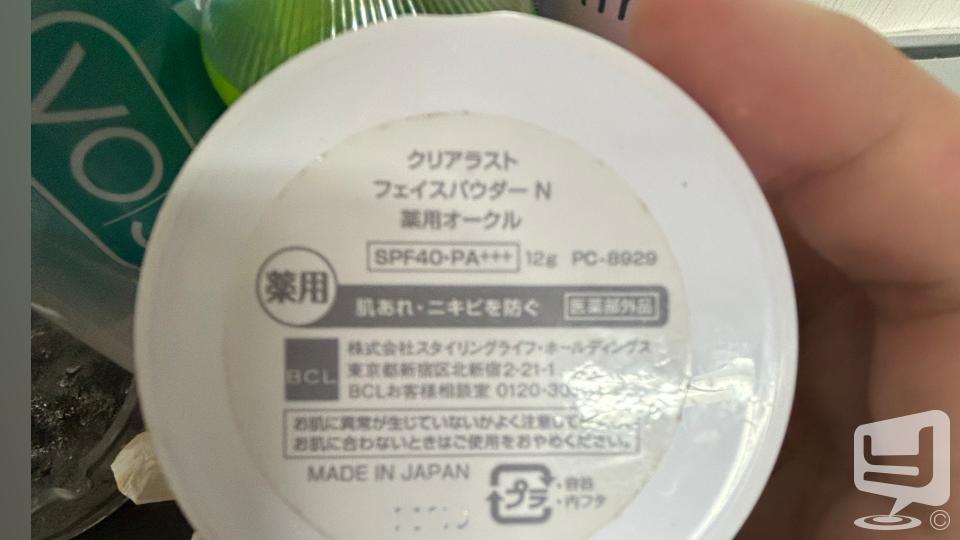 クリアラスト
フェイスパウダー N
薬用オークル
SPF40・PA+++ 12g PC-8929
薬用
肌あれ・ニキビを防ぐ 医薬部外品
BCL
株式会社スタイリングライフ・ホールディングス
東京都新宿区北新宿2-21-1
BCLお客様相談室 0120-30
お肌に異常が生じていないかよく注意して
お肌に合わないときはご使用をおやめください。
MADE IN JAPAN
プラ
・容器
・内フタ